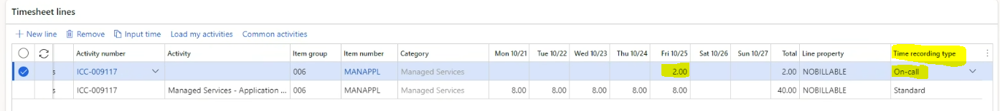 Timesheet lines
New line Remove Input time Load my activities Common activities
Activity number Activity Item group Item number Category Mon 10/21 Tue 10/22 Wed 10/23 Thu 10/24 Fri 10/25 Sat 10/26 Sun 10/27 Total Line property Time recording type
s ICC-009117 006 MANAPPL Managed Services 2.00 2.00 NOBILLABLE On-call
s ICC-009117 Managed Services - Application ... 006 MANAPPL Managed Services 8.00 8.00 8.00 8.00 8.00 40.00 NOBILLABLE Standard